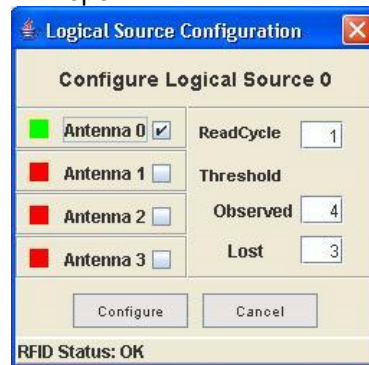 Logical Source Configuration
Configure Logical Source 0
Antenna 0
ReadCycle 1
Antenna 1
Threshold
Antenna 2
Observed 4
Antenna 3
Lost 3
Configure
Cancel
RFID Status: OK